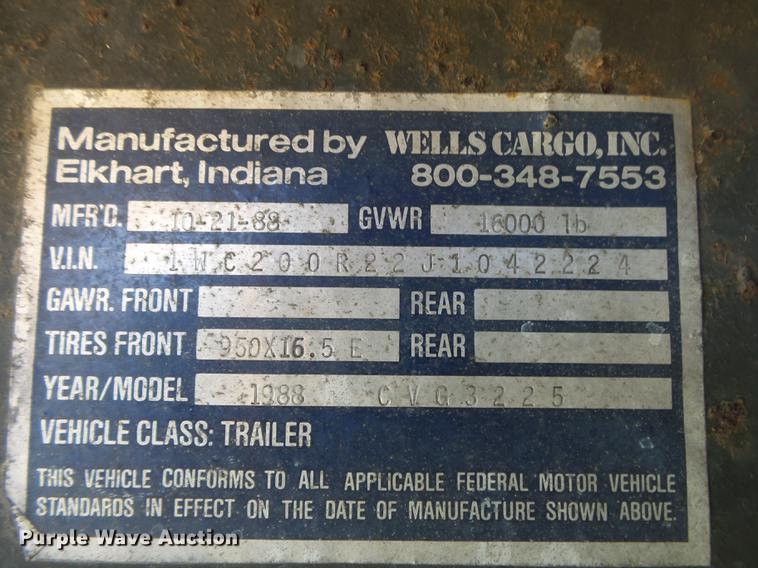 Manufactured by WELLS CARGO, INC.
Elkhart, Indiana 800-348-7553
MFR'D. 10-21-88 GVWR 16000 lb
V.I.N. 1WC200R22J1042224
GAWR. FRONT REAR
TIRES FRONT 950X16.5 E REAR
YEAR/MODEL 1988 CVG3225
VEHICLE CLASS: TRAILER
THIS VEHICLE CONFORMS TO ALL APPLICABLE FEDERAL MOTOR VEHICLE
STANDARDS IN EFFECT ON THE DATE OF MANUFACTURE SHOWN ABOVE.
Purple Wave Auction